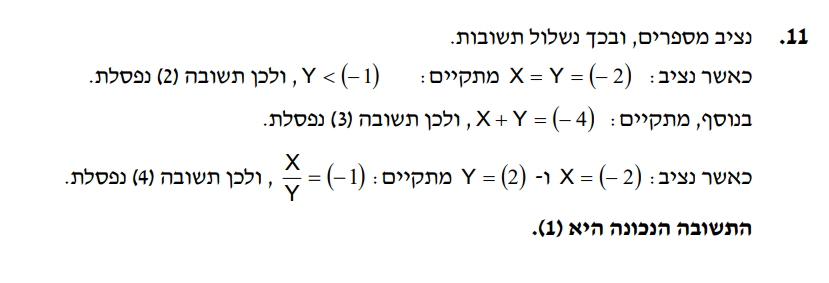 11. נציב מספרים, ובכך נשלול תשובות.
כאשר נציב: X = Y = (− 2) מתקיים: Y < (− 1), ולכן תשובה (2) נפסלת.
בנוסף, מתקיים: X + Y = (− 4), ולכן תשובה (3) נפסלת.
כאשר נציב: X = (− 2) ו- Y = (2) מתקיים: X/Y = (− 1), ולכן תשובה (4) נפסלת.
התשובה הנכונה היא (1).